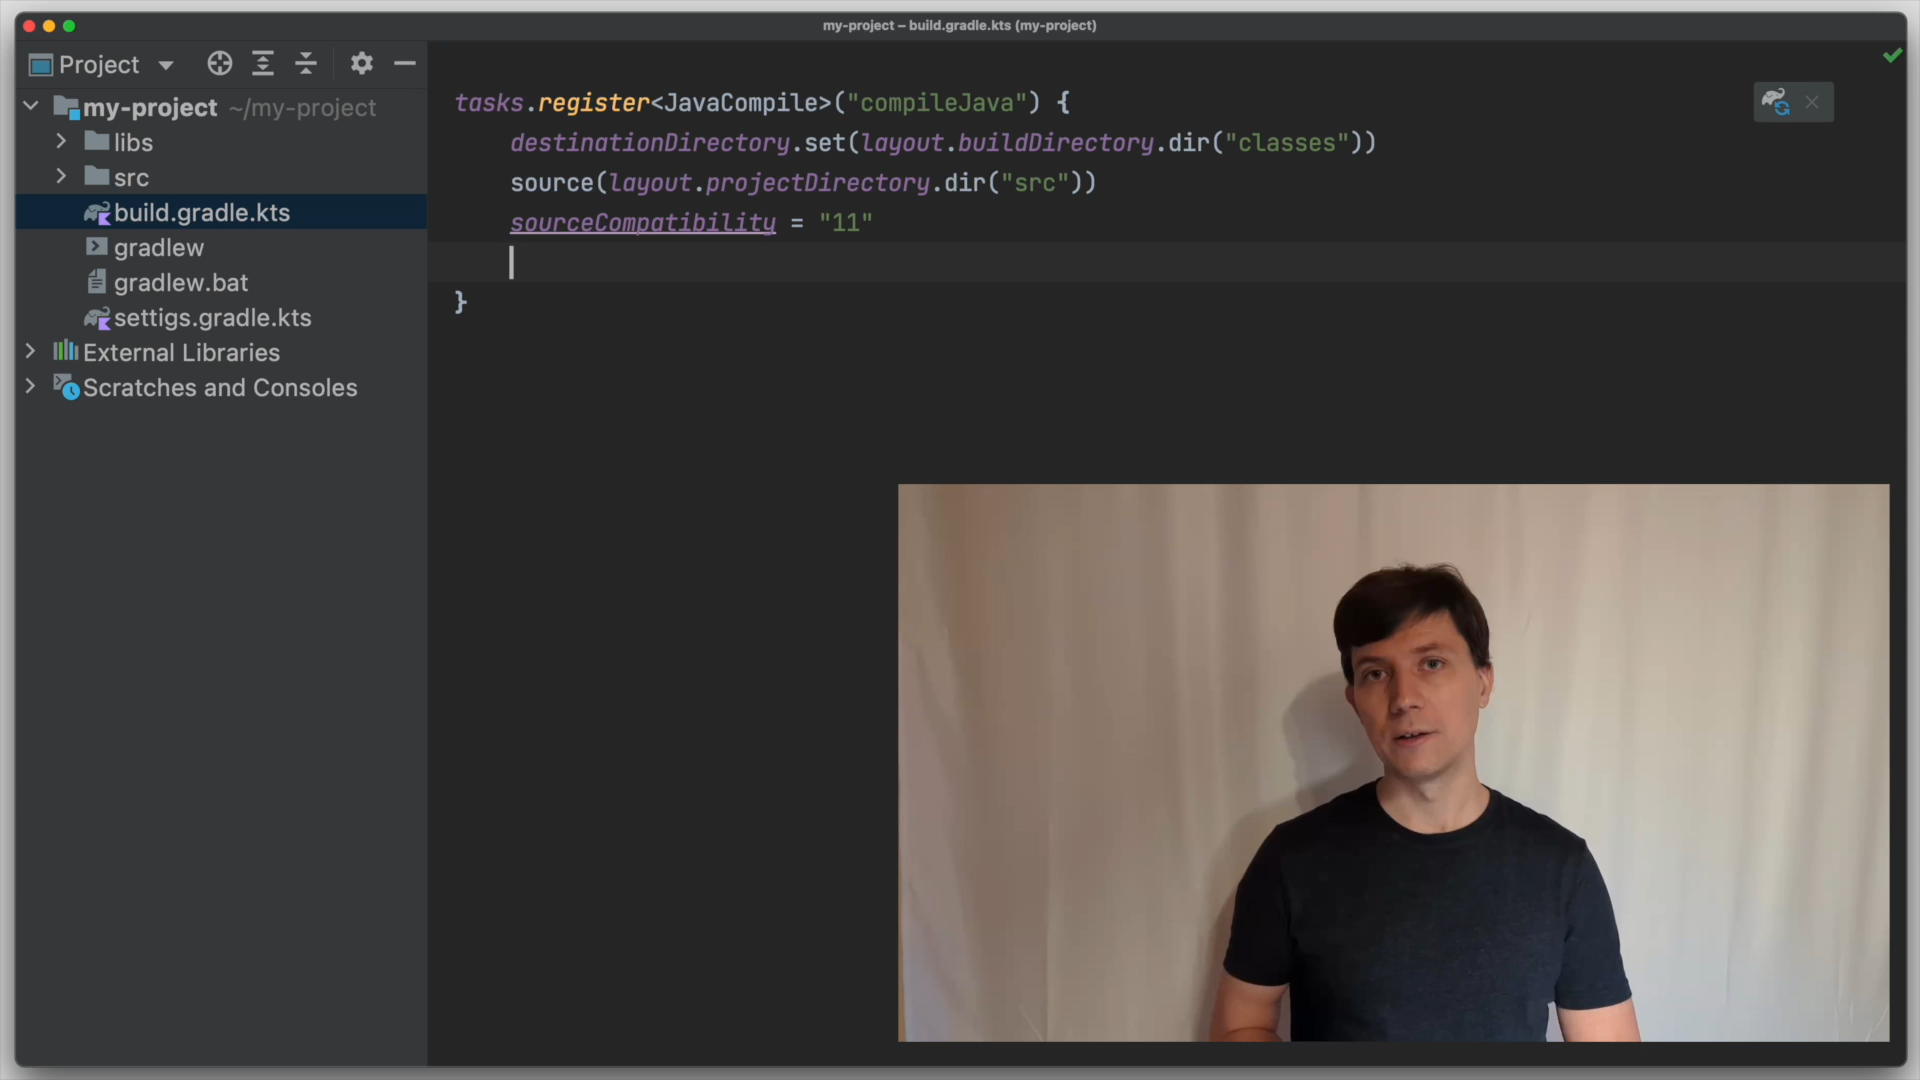 my-project – build.gradle.kts (my-project)
Project
my-project ~/my-project
libs
src
build.gradle.kts
gradlew
gradlew.bat
settigs.gradle.kts
External Libraries
Scratches and Consoles
tasks.register<JavaCompile>("compileJava") {
destinationDirectory.set(layout.buildDirectory.dir("classes"))
source(layout.projectDirectory.dir("src"))
sourceCompatibility = "11"
}